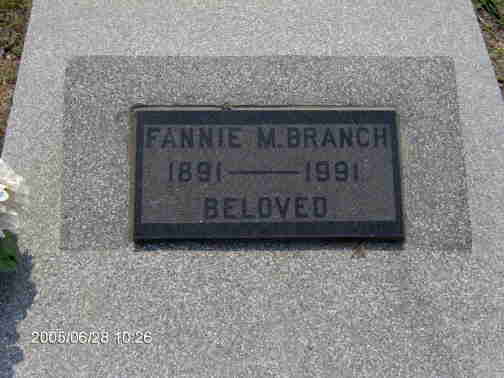 FANNIE M. BRANCH
1891 — 1991
BELOVED
2005/06/28 10:26